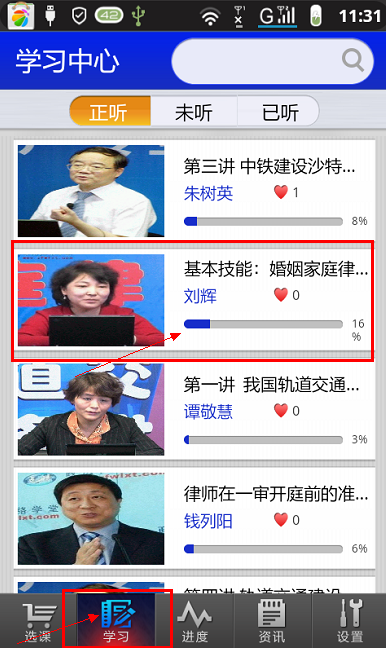 42
G
11:31
学习中心
正听
未听
已听
第三讲 中铁建设沙特...
朱树英
1
8%
基本技能：婚姻家庭律...
刘辉
0
16
%
第一讲 我国轨道交通...
谭敬慧
0
3%
律师在一审开庭前的准...
钱列阳
0
6%
选课
学习
进度
资讯
设置